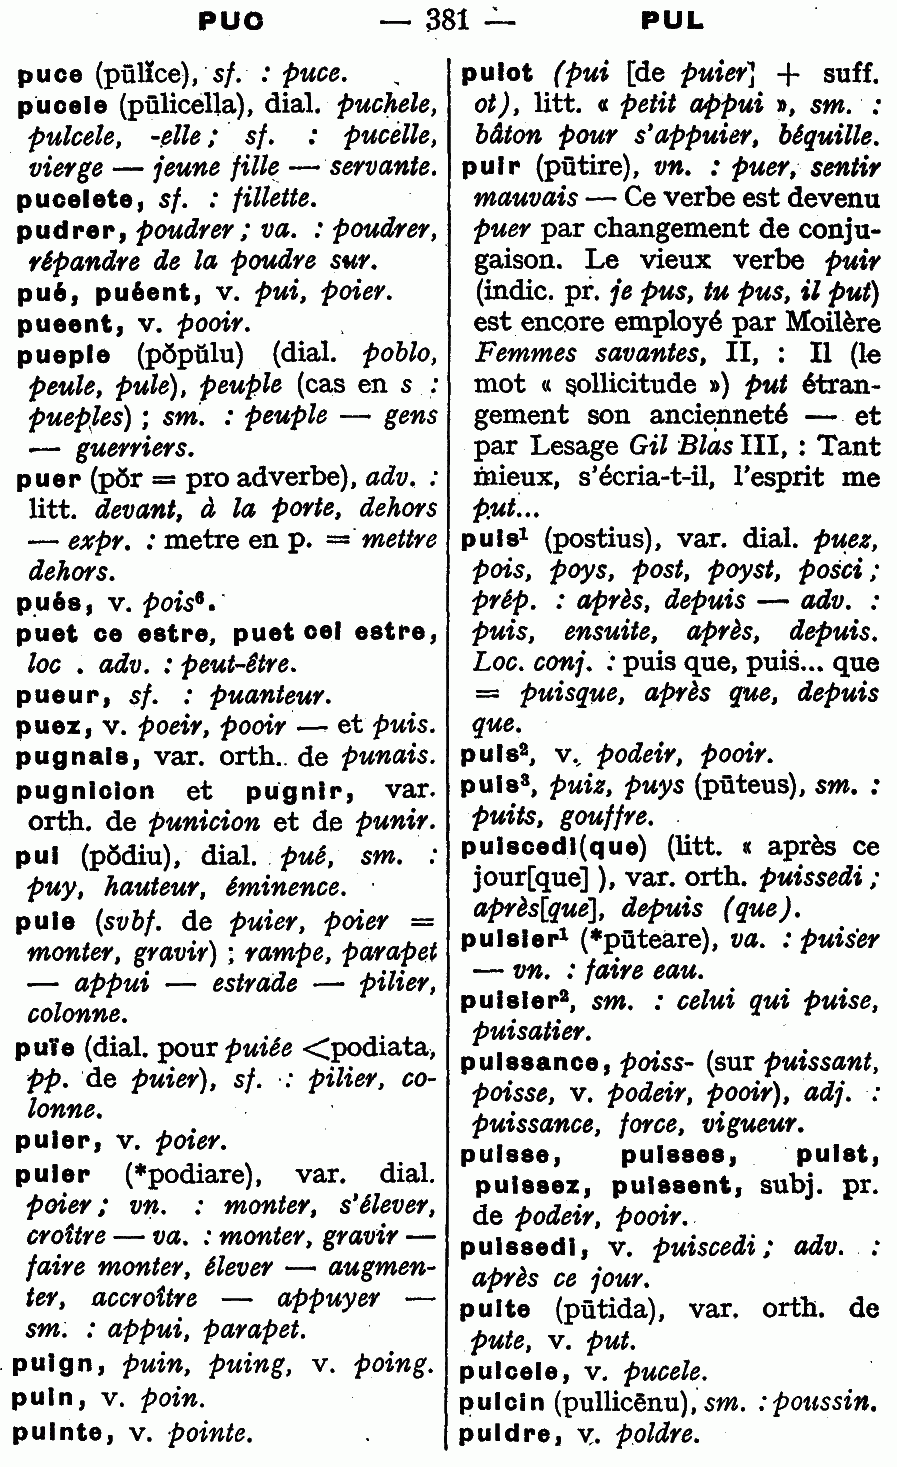 PUC — 381 — PUL
puce (pūlĭce), sf. : puce.
pucele (pūlicella), dial. puchele,
pulcele, -elle ; sf. : pucelle,
vierge — jeune fille — servante.
pucelete, sf. : fillette.
pudrer, poudrer ; va. : poudrer,
répandre de la poudre sur.
pué, puéent, v. pui, poier.
pueent, v. pooir.
pueple (pŏpŭlu) (dial. poblo,
peule, pule), peuple (cas en s :
pueples) ; sm. : peuple — gens
— guerriers.
puer (pŏr = pro adverbe), adv. :
litt. devant, à la porte, dehors
— expr. : metre en p. = mettre
dehors.
pués, v. pois⁶.
puet ce estre, puet cel estre,
loc . adv. : peut-être.
pueur, sf. : puanteur.
puez, v. poeir, pooir — et puis.
pugnais, var. orth. de punais.
pugnicion et pugnir, var.
orth. de punicion et de punir.
pui (pŏdiu), dial. pué, sm. :
puy, hauteur, éminence.
puie (svbf. de puier, poier =
monter, gravir) ; rampe, parapet
— appui — estrade — pilier,
colonne.
puïe (dial. pour puiée <podiata,
pp. de puier), sf. : pilier, co-
lonne.
puier, v. poier.
puier (*podiare), var. dial.
poier ; vn. : monter, s'élever,
croître — va. : monter, gravir —
faire monter, élever — augmen-
ter, accroître — appuyer —
sm. : appui, parapet.
puign, puin, puing, v. poing.
puin, v. poin.
puinte, v. pointe.
puiot (pui [de puier] + suff.
ot), litt. « petit appui », sm. :
bâton pour s'appuier, béquille.
puir (pūtire), vn. : puer, sentir
mauvais — Ce verbe est devenu
puer par changement de conju-
gaison. Le vieux verbe puir
(indic. pr. je pus, tu pus, il put)
est encore employé par Moilère
Femmes savantes, II, : Il (le
mot « sollicitude ») put étran-
gement son ancienneté — et
par Lesage Gil Blas III, : Tant
mieux, s'écria-t-il, l'esprit me
put...
puis¹ (postius), var. dial. puez,
pois, poys, post, poyst, posci ;
prép. : après, depuis — adv. :
puis, ensuite, après, depuis.
Loc. conj. : puis que, puis... que
= puisque, après que, depuis
que.
puis², v. podeir, pooir.
puis³, puiz, puys (pūteus), sm. :
puits, gouffre.
puiscedi(que) (litt. « après ce
jour[que] ), var. orth. puissedi ;
après[que], depuis (que).
puisier¹ (*pūteare), va. : puiser
— vn. : faire eau.
puisier², sm. : celui qui puise,
puisatier.
puissance, poiss- (sur puissant,
poisse, v. podeir, pooir), adj. :
puissance, force, vigueur.
puisse, puisses, puist,
puissez, puissent, subj. pr.
de podeir, pooir.
puissedi, v. puiscedi ; adv. :
après ce jour.
puite (pūtida), var. orth. de
pute, v. put.
pulcele, v. pucele.
pulcin (pullicēnu), sm. : poussin.
puldre, v. poldre.